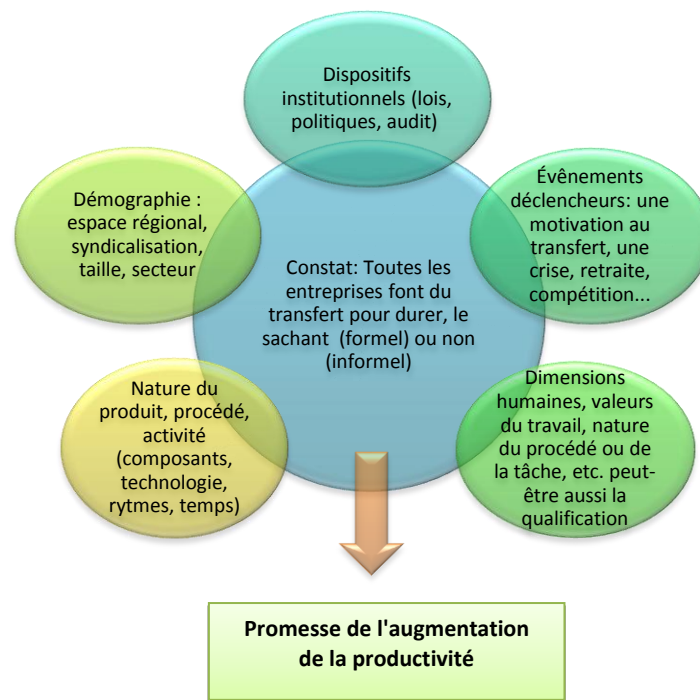 Dispositifs
institutionnels (lois,
politiques, audit)
Démographie :
espace régional,
syndicalisation,
taille, secteur
Évênements
déclencheurs: une
motivation au
transfert, une
crise, retraite,
compétition...
Constat: Toutes les
entreprises font du
transfert pour durer, le
sachant (formel) ou non
(informel)
Nature du
produit, procédé,
activité
(composants,
technologie,
rytmes, temps)
Dimensions
humaines, valeurs
du travail, nature
du procédé ou de
la tâche, etc. peut-
être aussi la
qualification
Promesse de l'augmentation
de la productivité